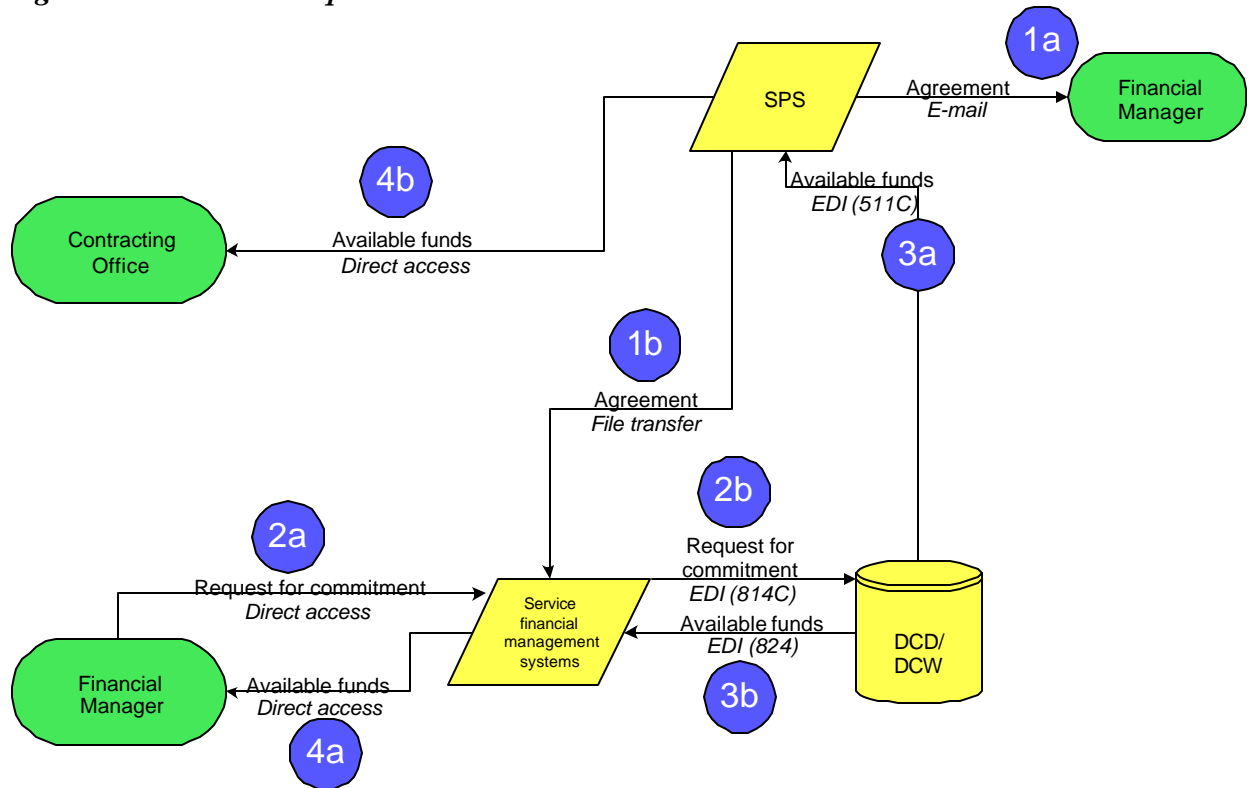 1a
SPS
Agreement
E-mail
Financial
Manager
4b
Available funds
EDI (511C)
3a
Contracting
Office
Available funds
Direct access
1b
Agreement
File transfer
2b
2a
Request for
commitment
EDI (814C)
Request for commitment
Direct access
Service
financial
management
systems
Available funds
EDI (824)
DCD/
DCW
3b
Financial
Manager
Available funds
Direct access
4a